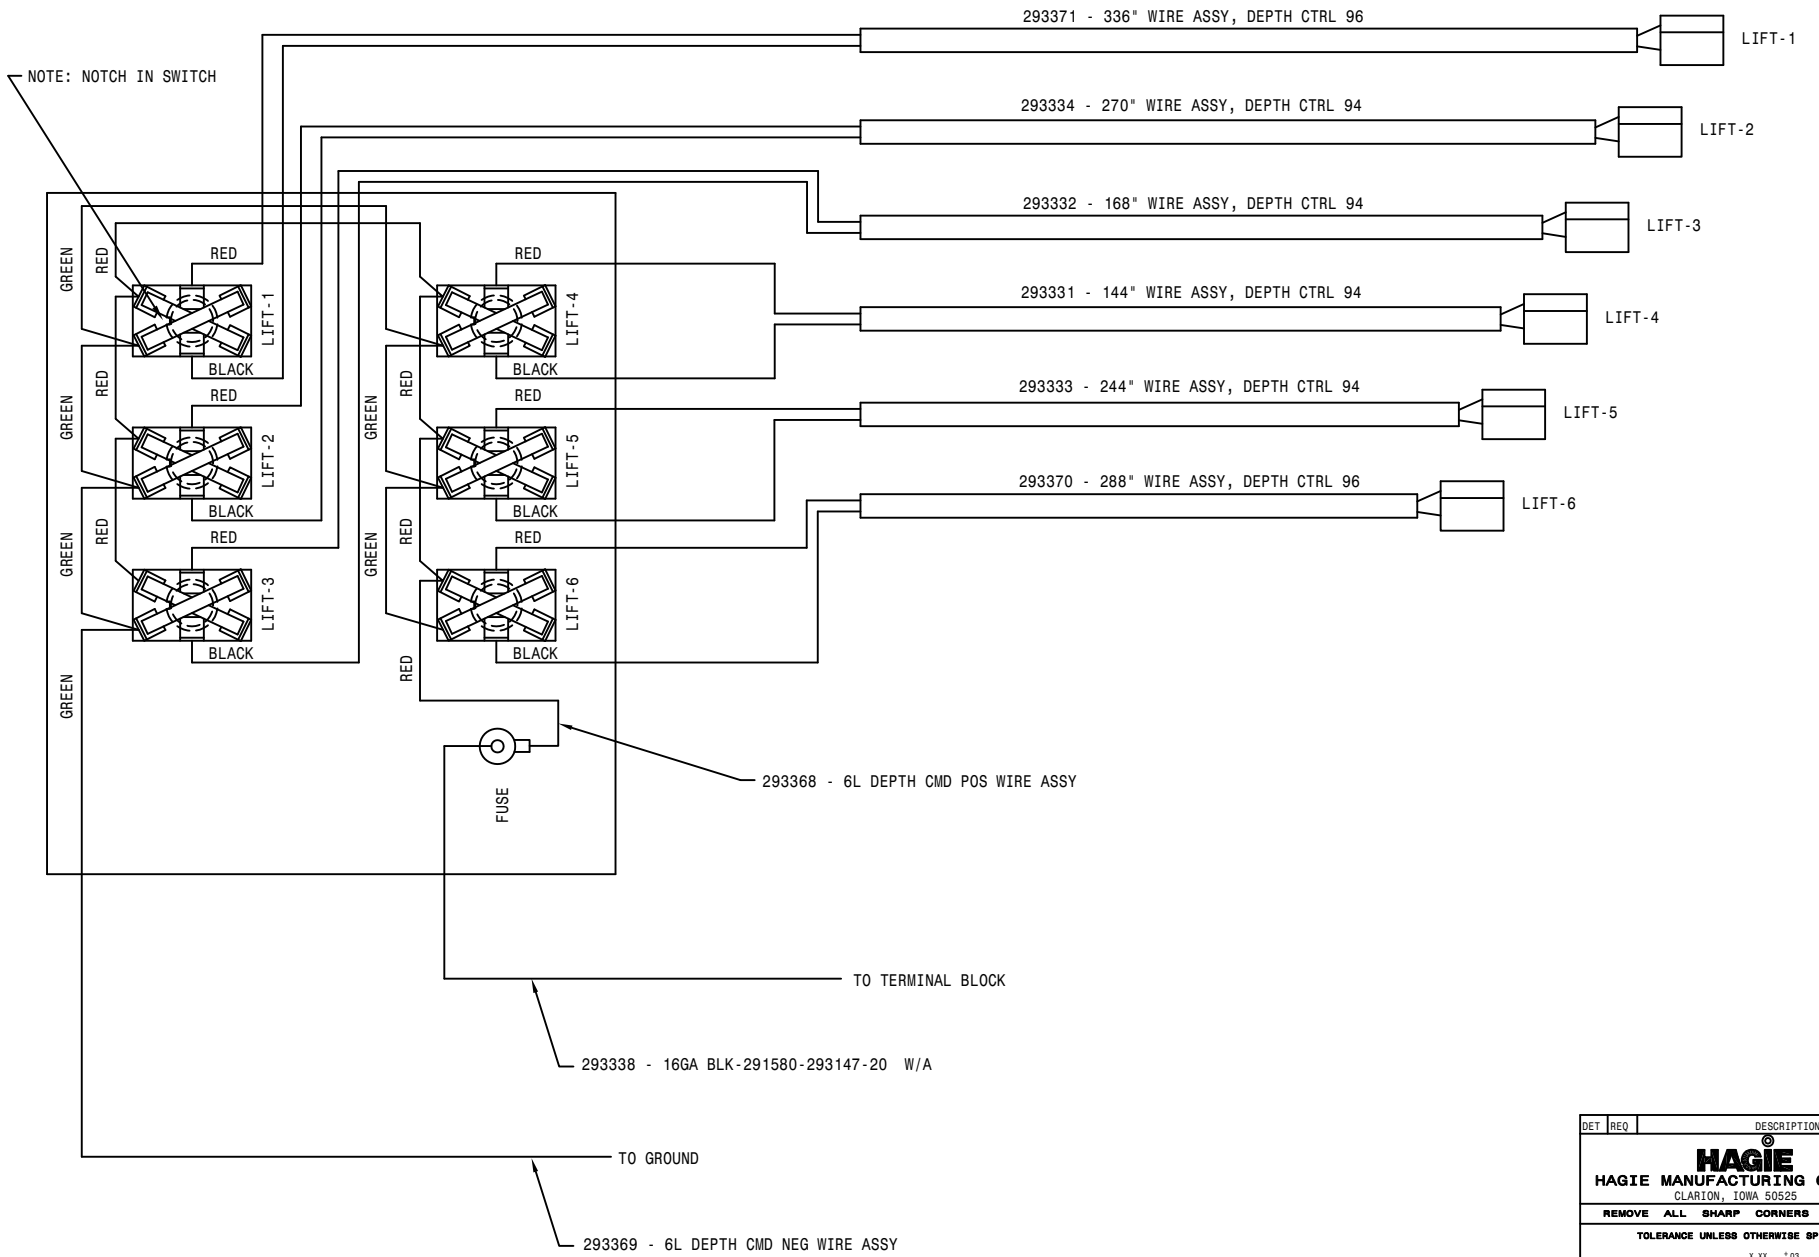 293371 - 336" WIRE ASSY, DEPTH CTRL 96
LIFT-1
NOTE: NOTCH IN SWITCH
293334 - 270" WIRE ASSY, DEPTH CTRL 94
LIFT-2
293332 - 168" WIRE ASSY, DEPTH CTRL 94
LIFT-3
GREEN
RED
RED
RED
LIFT-1
LIFT-4
293331 - 144" WIRE ASSY, DEPTH CTRL 94
LIFT-4
BLACK
BLACK
GREEN
RED
RED
GREEN
RED
RED
LIFT-2
LIFT-5
293333 - 244" WIRE ASSY, DEPTH CTRL 94
LIFT-5
BLACK
BLACK
293370 - 288" WIRE ASSY, DEPTH CTRL 96
LIFT-6
GREEN
RED
RED
GREEN
RED
RED
LIFT-3
LIFT-6
BLACK
BLACK
GREEN
RED
FUSE
293368 - 6L DEPTH CMD POS WIRE ASSY
TO TERMINAL BLOCK
293338 - 16GA BLK-291580-293147-20 W/A
TO GROUND
293369 - 6L DEPTH CMD NEG WIRE ASSY
DET REQ DESCRIPTION
HAGIE
HAGIE MANUFACTURING
CLARION, IOWA 50525
REMOVE ALL SHARP CORNERS
TOLERANCE UNLESS OTHERWISE SP